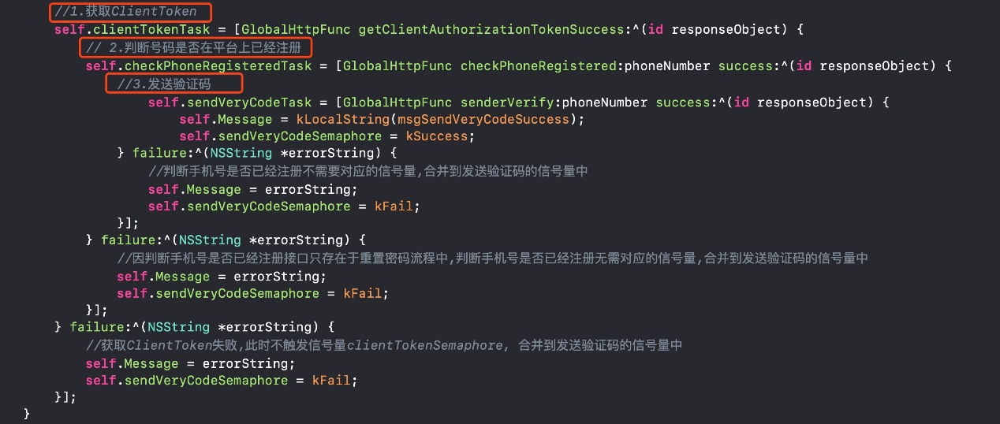 //1.获取ClientToken
self.clientTokenTask = [GlobalHttpFunc getClientAuthorizationTokenSuccess:^(id responseObject) {
// 2.判断号码是否在平台上已经注册
self.checkPhoneRegisteredTask = [GlobalHttpFunc checkPhoneRegistered:phoneNumber success:^(id responseObject) {
//3.发送验证码
self.sendVeryCodeTask = [GlobalHttpFunc senderVerify:phoneNumber success:^(id responseObject) {
self.Message = kLocalString(msgSendVeryCodeSuccess);
self.sendVeryCodeSemaphore = kSuccess;
} failure:^(NSString *errorString) {
//判断手机号是否已经注册不需要对应的信号量,合并到发送验证码的信号量中
self.Message = errorString;
self.sendVeryCodeSemaphore = kFail;
}];
} failure:^(NSString *errorString) {
//因判断手机号是否已经注册接口只存在于重置密码流程中,判断手机号是否已经注册无需对应的信号量,合并到发送验证码的信号量中
self.Message = errorString;
self.sendVeryCodeSemaphore = kFail;
}];
} failure:^(NSString *errorString) {
//获取ClientToken失败,此时不触发信号量clientTokenSemaphore, 合并到发送验证码的信号量中
self.Message = errorString;
self.sendVeryCodeSemaphore = kFail;
}];
}